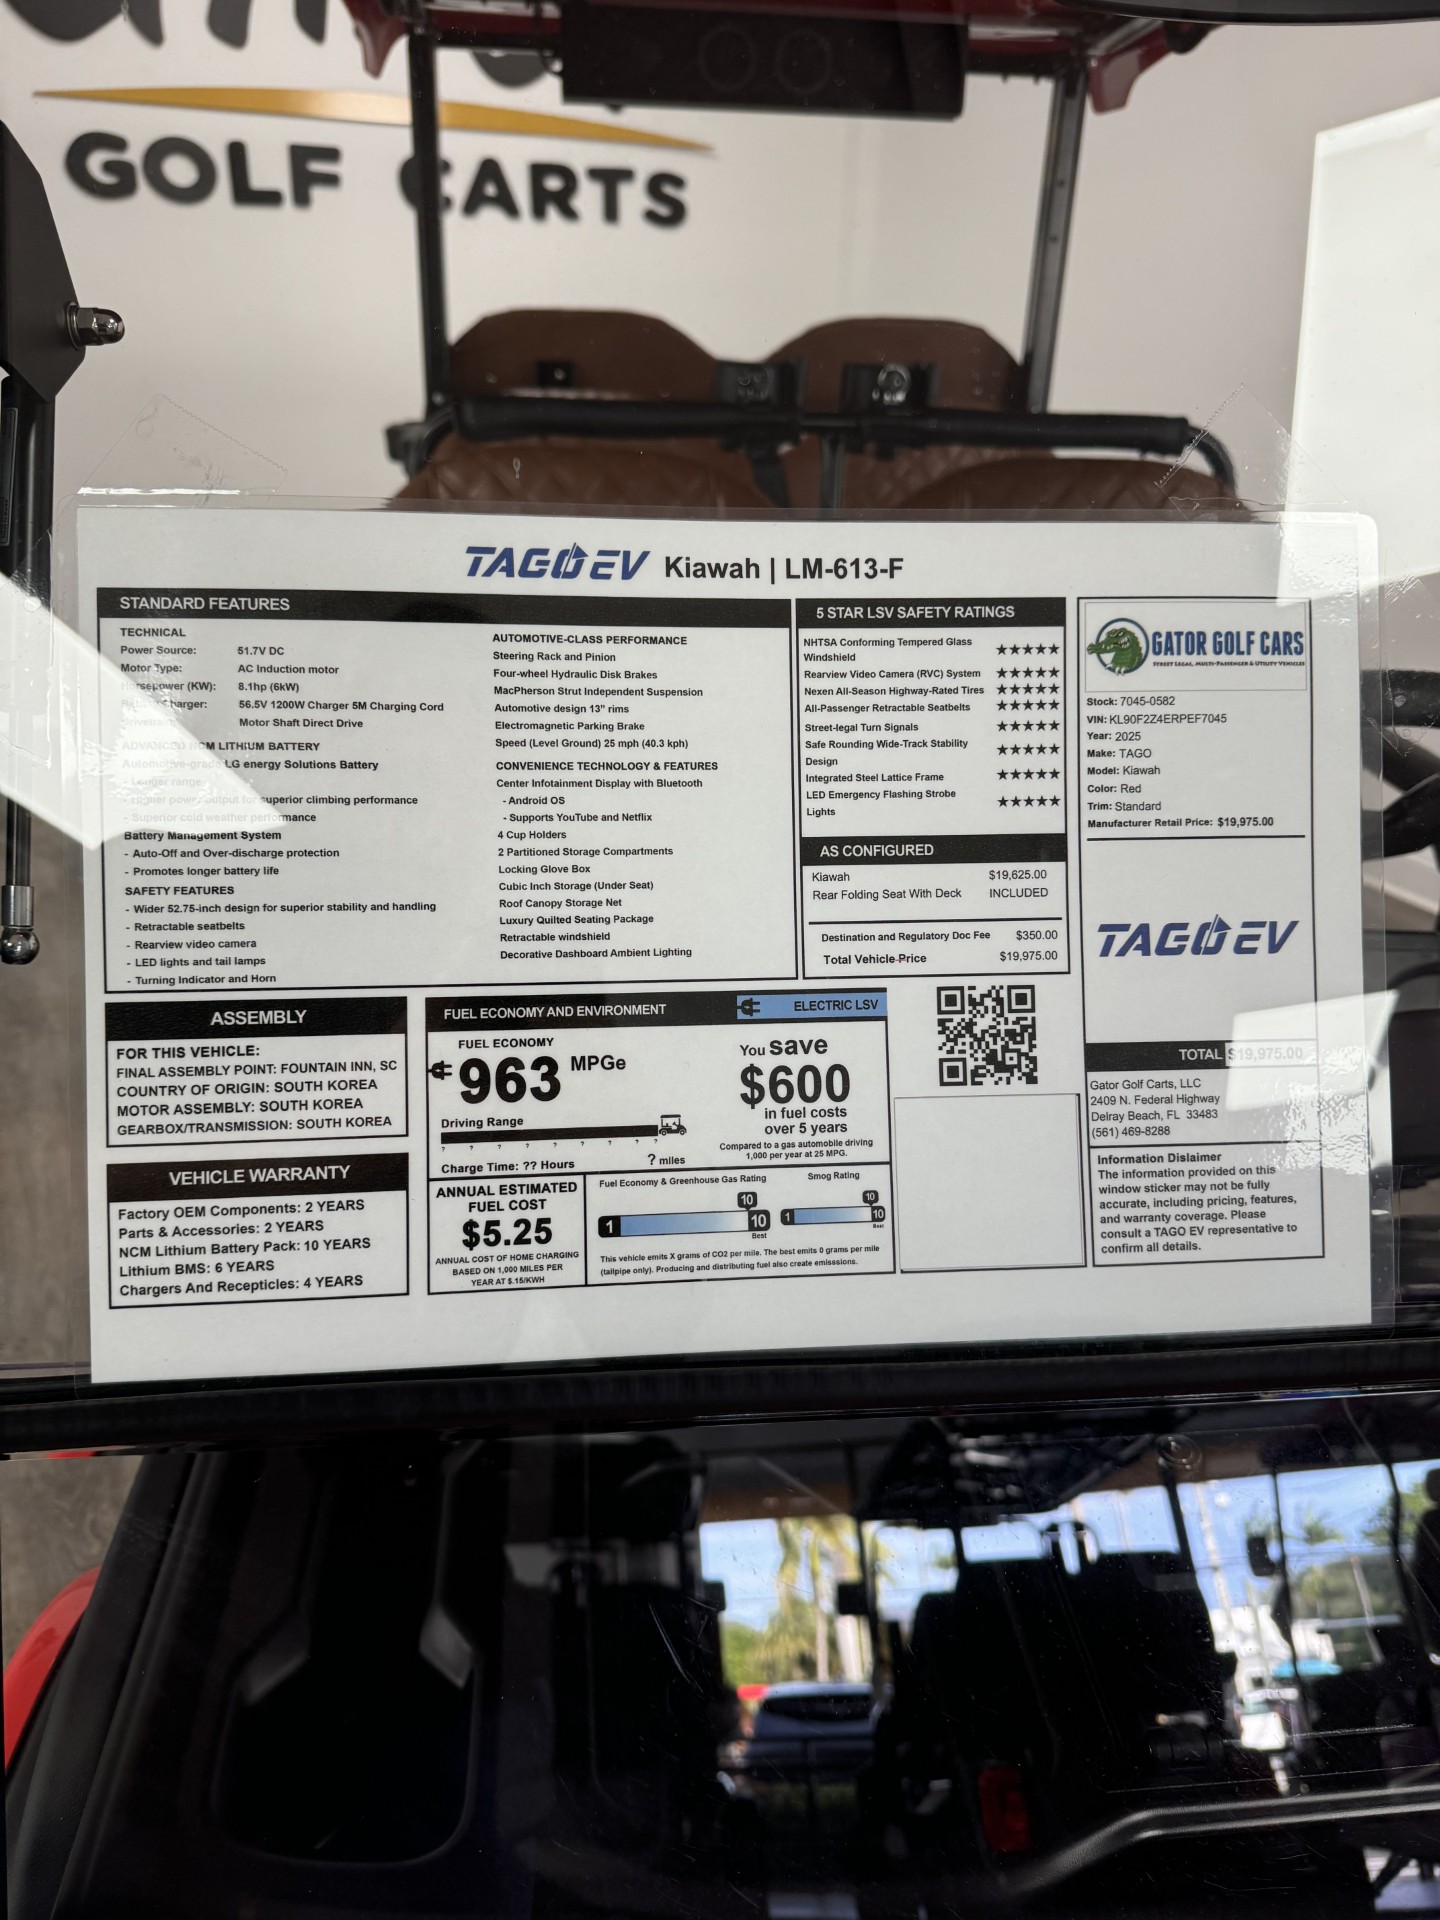 GOLF CARTS
TAGO EV Kiawah | LM-613-F
STANDARD FEATURES
TECHNICAL
Power Source: 51.7V DC
Motor Type: AC Induction motor
Horsepower (KW): 8.1hp (6kW)
Charger: 56.5V 1200W Charger 5M Charging Cord
Motor Shaft Direct Drive
ADVANCED NCM LITHIUM BATTERY
Automotive-grade LG energy Solutions Battery
- Longer range
- Higher power output for superior climbing performance
- Superior cold weather performance
Battery Management System
- Auto-Off and Over-discharge protection
- Promotes longer battery life
SAFETY FEATURES
- Wider 52.75-inch design for superior stability and handling
- Retractable seatbelts
- Rearview video camera
- LED lights and tail lamps
- Turning Indicator and Horn
AUTOMOTIVE-CLASS PERFORMANCE
Steering Rack and Pinion
Four-wheel Hydraulic Disk Brakes
MacPherson Strut Independent Suspension
Automotive design 13" rims
Electromagnetic Parking Brake
Speed (Level Ground) 25 mph (40.3 kph)
CONVENIENCE TECHNOLOGY & FEATURES
Center Infotainment Display with Bluetooth
- Android OS
- Supports YouTube and Netflix
4 Cup Holders
2 Partitioned Storage Compartments
Locking Glove Box
Cubic Inch Storage (Under Seat)
Roof Canopy Storage Net
Luxury Quilted Seating Package
Retractable windshield
Decorative Dashboard Ambient Lighting
5 STAR LSV SAFETY RATINGS
NHTSA Conforming Tempered Glass
Windshield ★★★★★
Rearview Video Camera (RVC) System ★★★★★
Nexen All-Season Highway-Rated Tires ★★★★★
All-Passenger Retractable Seatbelts ★★★★★
Street-legal Turn Signals ★★★★★
Safe Rounding Wide-Track Stability
Design ★★★★★
Integrated Steel Lattice Frame ★★★★★
LED Emergency Flashing Strobe
Lights ★★★★★
AS CONFIGURED
Kiawah $19,625.00
Rear Folding Seat With Deck INCLUDED
Destination and Regulatory Doc Fee $350.00
Total Vehicle Price $19,975.00
GATOR GOLF CARS
STREET LEGAL, MULTI-PASSENGER & UTILITY VEHICLES
Stock: 7045-0582
VIN: KL90F2Z4ERPEF7045
Year: 2025
Make: TAGO
Model: Kiawah
Color: Red
Trim: Standard
Manufacturer Retail Price: $19,975.00
TAGO EV
TOTAL $19,975.00
Gator Golf Carts, LLC
2409 N. Federal Highway
Delray Beach, FL 33483
(561) 469-8288
Information Dislaimer
The information provided on this
window sticker may not be fully
accurate, including pricing, features,
and warranty coverage. Please
consult a TAGO EV representative to
confirm all details.
ASSEMBLY
FOR THIS VEHICLE:
FINAL ASSEMBLY POINT: FOUNTAIN INN, SC
COUNTRY OF ORIGIN: SOUTH KOREA
MOTOR ASSEMBLY: SOUTH KOREA
GEARBOX/TRANSMISSION: SOUTH KOREA
VEHICLE WARRANTY
Factory OEM Components: 2 YEARS
Parts & Accessories: 2 YEARS
NCM Lithium Battery Pack: 10 YEARS
Lithium BMS: 6 YEARS
Chargers And Recepticles: 4 YEARS
FUEL ECONOMY AND ENVIRONMENT
ELECTRIC LSV
FUEL ECONOMY
963 MPGe
Driving Range
? ? ? ? ? ? ? ? ?
Charge Time: ?? Hours ? miles
You save
$600
in fuel costs
over 5 years
Compared to a gas automobile driving
1,000 per year at 25 MPG.
ANNUAL ESTIMATED
FUEL COST
$5.25
ANNUAL COST OF HOME CHARGING
BASED ON 1,000 MILES PER
YEAR AT $.15/KWH
Fuel Economy & Greenhouse Gas Rating
10
1 10
Best
Smog Rating
10
1 10
Best
This vehicle emits X grams of CO2 per mile. The best emits 0 grams per mile
(tailpipe only). Producing and distributing fuel also create emisssions.